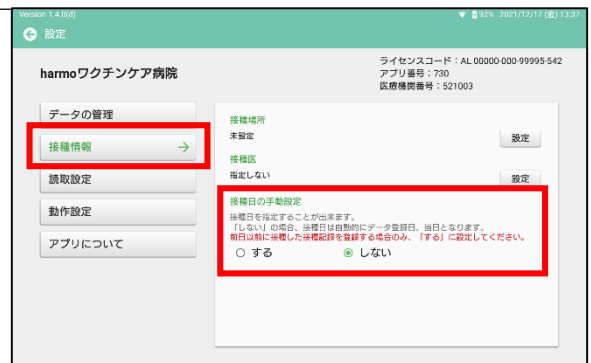 Version 1.4.0(d)
92% 2021/12/17 (金) 13:37
設定
harmoワクチンケア病院
ライセンスコード：AL 00000-000-99995-542
アプリ番号：730
医療機関番号：521003
データの管理
接種情報
読取設定
動作設定
アプリについて
接種場所
未設定
設定
接種医
指定しない
設定
接種日の手動設定
接種日を指定することが出来ます。
「しない」の場合、接種日は自動的にデータ登録日、当日となります。
前日以前に接種した接種記録を登録する場合のみ、「する」に設定してください。
する
しない